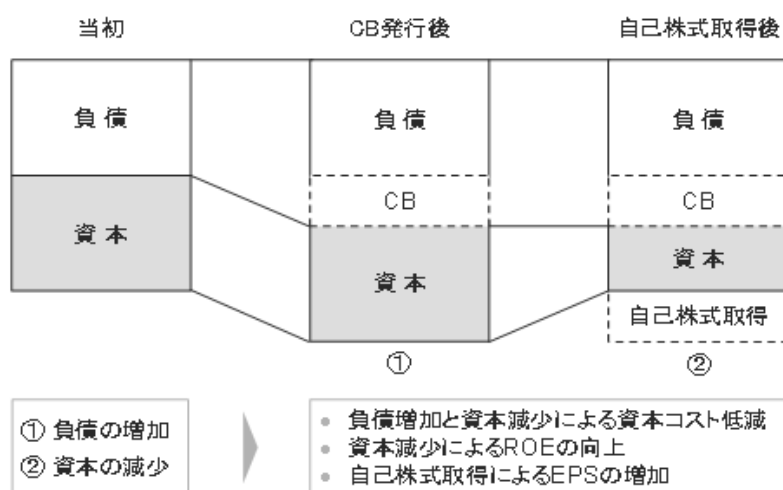 当初
CB発行後
自己株式取得後
負債
負債
負債
CB
CB
資本
資本
資本
自己株式取得
①
②
① 負債の増加
② 資本の減少
● 負債増加と資本減少による資本コスト低減
● 資本減少によるROEの向上
● 自己株式取得によるEPSの増加